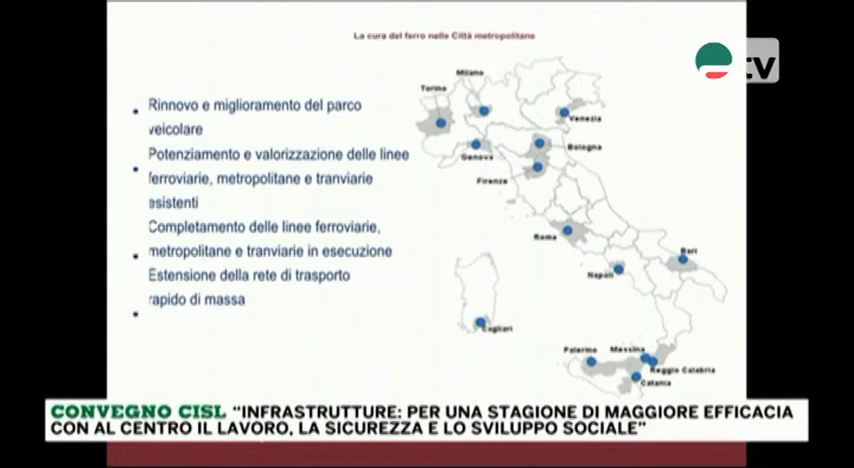 La cura del ferro nelle Città metropolitane
tv
Rinnovo e miglioramento del parco
veicolare
Potenziamento e valorizzazione delle linee
ferroviarie, metropolitane e tranviarie
esistenti
Completamento delle linee ferroviarie,
metropolitane e tranviarie in esecuzione
Estensione della rete di trasporto
rapido di massa
Milano
Torino
Venezia
Bologna
Genova
Firenze
Roma
Bari
Napoli
Cagliari
Palermo
Messina
Reggio Calabria
Catania
CONVEGNO CISL "INFRASTRUTTURE: PER UNA STAGIONE DI MAGGIORE EFFICACIA
CON AL CENTRO IL LAVORO, LA SICUREZZA E LO SVILUPPO SOCIALE"